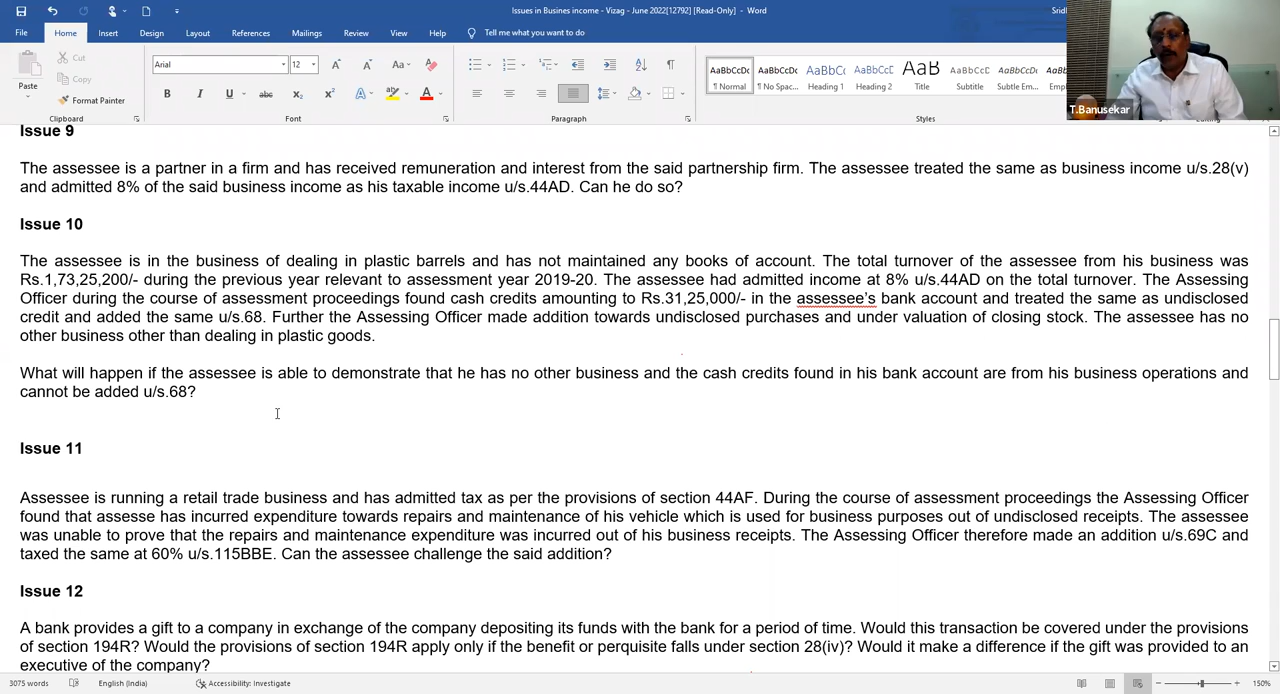 Issues in Busines income - Vizag - June 2022[12792] [Read-Only] - Word
Sridh
File Home Insert Design Layout References Mailings Review View Help Tell me what you want to do
Paste
Cut
Copy
Format Painter
Clipboard
Arial 12
Font
Paragraph
AaBbCcDc AaBbCcDc AaBbCc AaBbCcD AaB AaBbCcD AaBbCcDc AaBbCcDc
¶ Normal ¶ No Spac... Heading 1 Heading 2 Title Subtitle Subtle Em...
Styles
T.Banusekar
Issue 9
The assessee is a partner in a firm and has received remuneration and interest from the said partnership firm. The assessee treated the same as business income u/s.28(v)
and admitted 8% of the said business income as his taxable income u/s.44AD. Can he do so?
Issue 10
The assessee is in the business of dealing in plastic barrels and has not maintained any books of account. The total turnover of the assessee from his business was
Rs.1,73,25,200/- during the previous year relevant to assessment year 2019-20. The assessee had admitted income at 8% u/s.44AD on the total turnover. The Assessing
Officer during the course of assessment proceedings found cash credits amounting to Rs.31,25,000/- in the assessee's bank account and treated the same as undisclosed
credit and added the same u/s.68. Further the Assessing Officer made addition towards undisclosed purchases and under valuation of closing stock. The assessee has no
other business other than dealing in plastic goods.
What will happen if the assessee is able to demonstrate that he has no other business and the cash credits found in his bank account are from his business operations and
cannot be added u/s.68?
Issue 11
Assessee is running a retail trade business and has admitted tax as per the provisions of section 44AF. During the course of assessment proceedings the Assessing Officer
found that assesse has incurred expenditure towards repairs and maintenance of his vehicle which is used for business purposes out of undisclosed receipts. The assessee
was unable to prove that the repairs and maintenance expenditure was incurred out of his business receipts. The Assessing Officer therefore made an addition u/s.69C and
taxed the same at 60% u/s.115BBE. Can the assessee challenge the said addition?
Issue 12
A bank provides a gift to a company in exchange of the company depositing its funds with the bank for a period of time. Would this transaction be covered under the provisions
of section 194R? Would the provisions of section 194R apply only if the benefit or perquisite falls under section 28(iv)? Would it make a difference if the gift was provided to an
executive of the company?
3075 words English (India) Accessibility: Investigate 150%